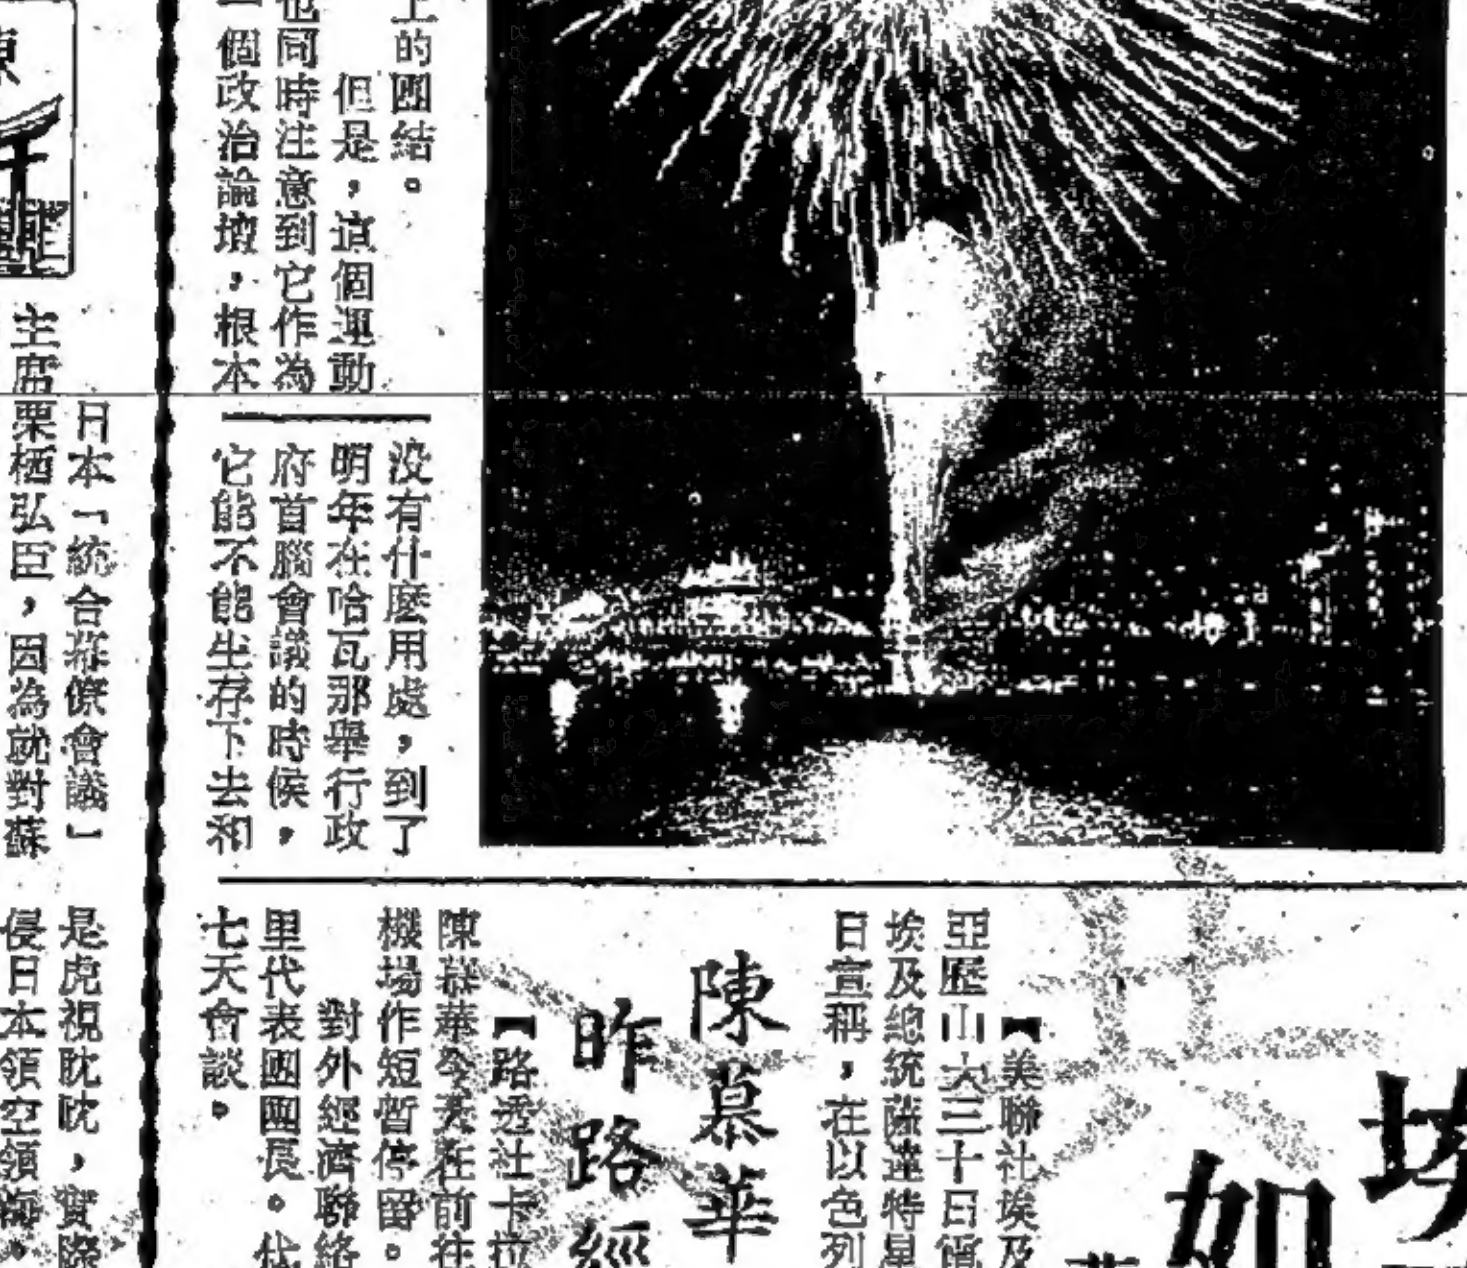 上的團結。
但是，這個運動
他同時注意到它作為
一個政治論壇，根本
没有什麽用處，到了
明年在哈瓦那舉行政
府首腦會議的時候，
它能不能生存下去和
東
日本「統合幕僚會議」
主席栗栖弘臣，因為就對蘇
是虎視眈眈，實際
侵日本領空領海。
埃
如
【美聯社埃及
亞歷山大三十日電
埃及總統薩達特星
日宣稱，在以色列
陳慕華
昨路經
【路透社卡拉
陳慕華今天在前往
機場作短暫停留。
對外經濟聯絡
里代表團團長。代
七天會談。